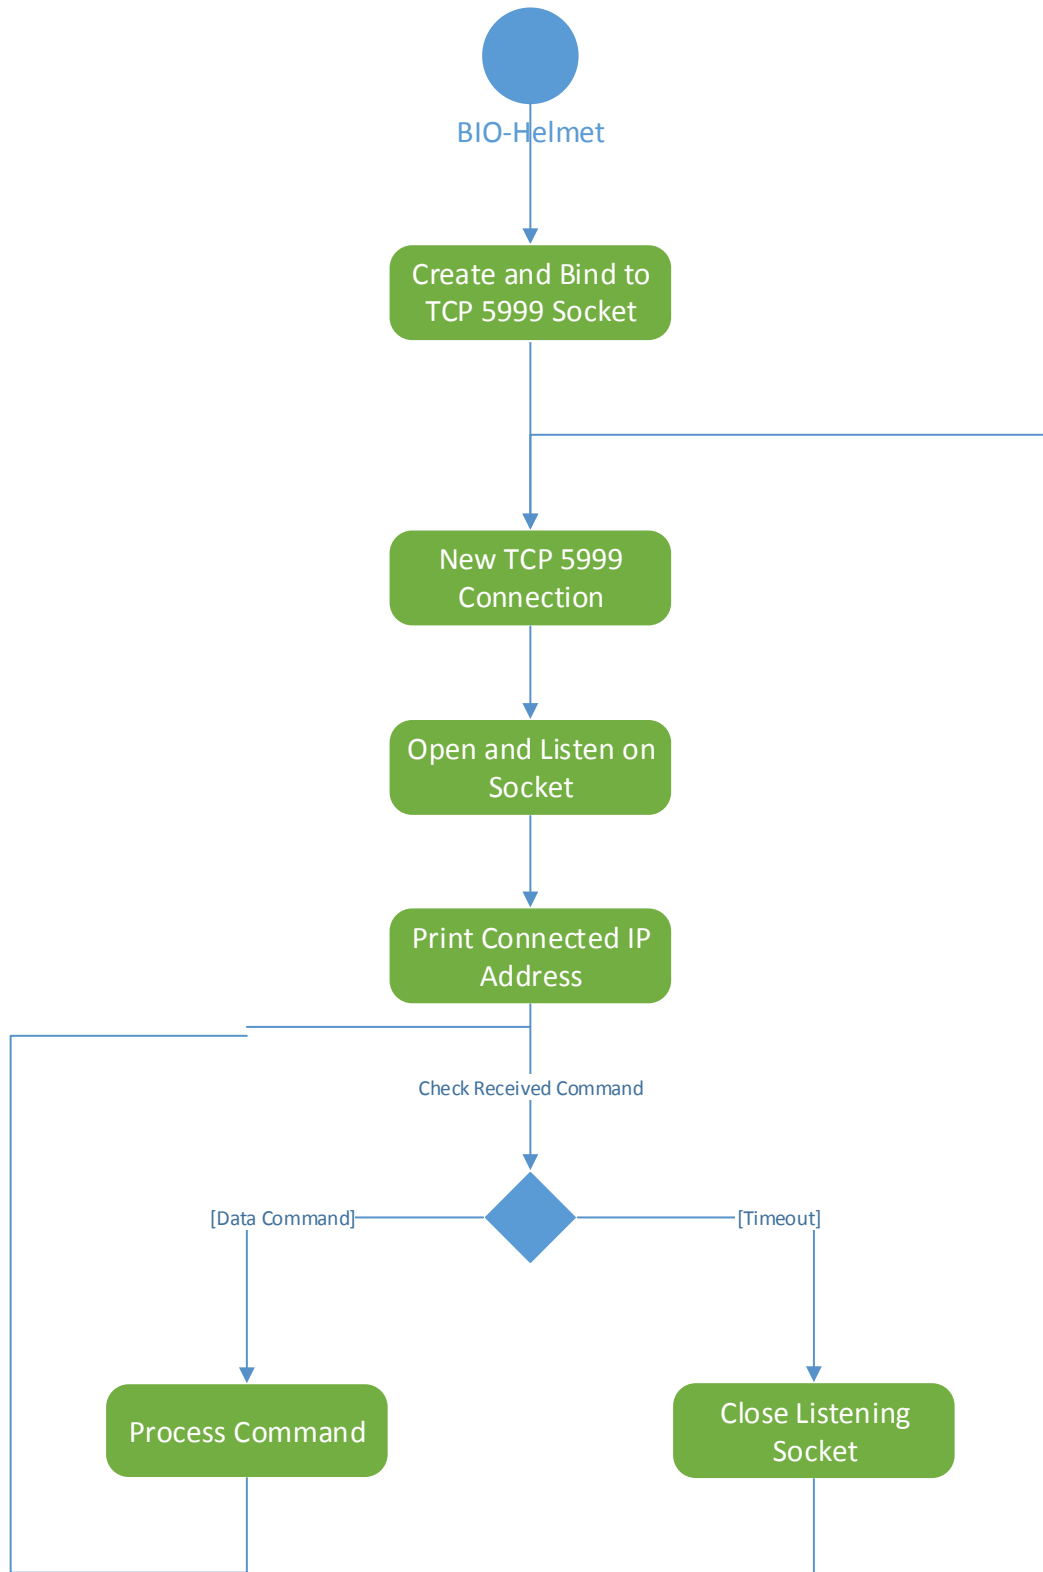 BIO-Helmet
Create and Bind to
TCP 5999 Socket
New TCP 5999
Connection
Open and Listen on
Socket
Print Connected IP
Address
Check Received Command
[Data Command]
[Timeout]
Process Command
Close Listening
Socket